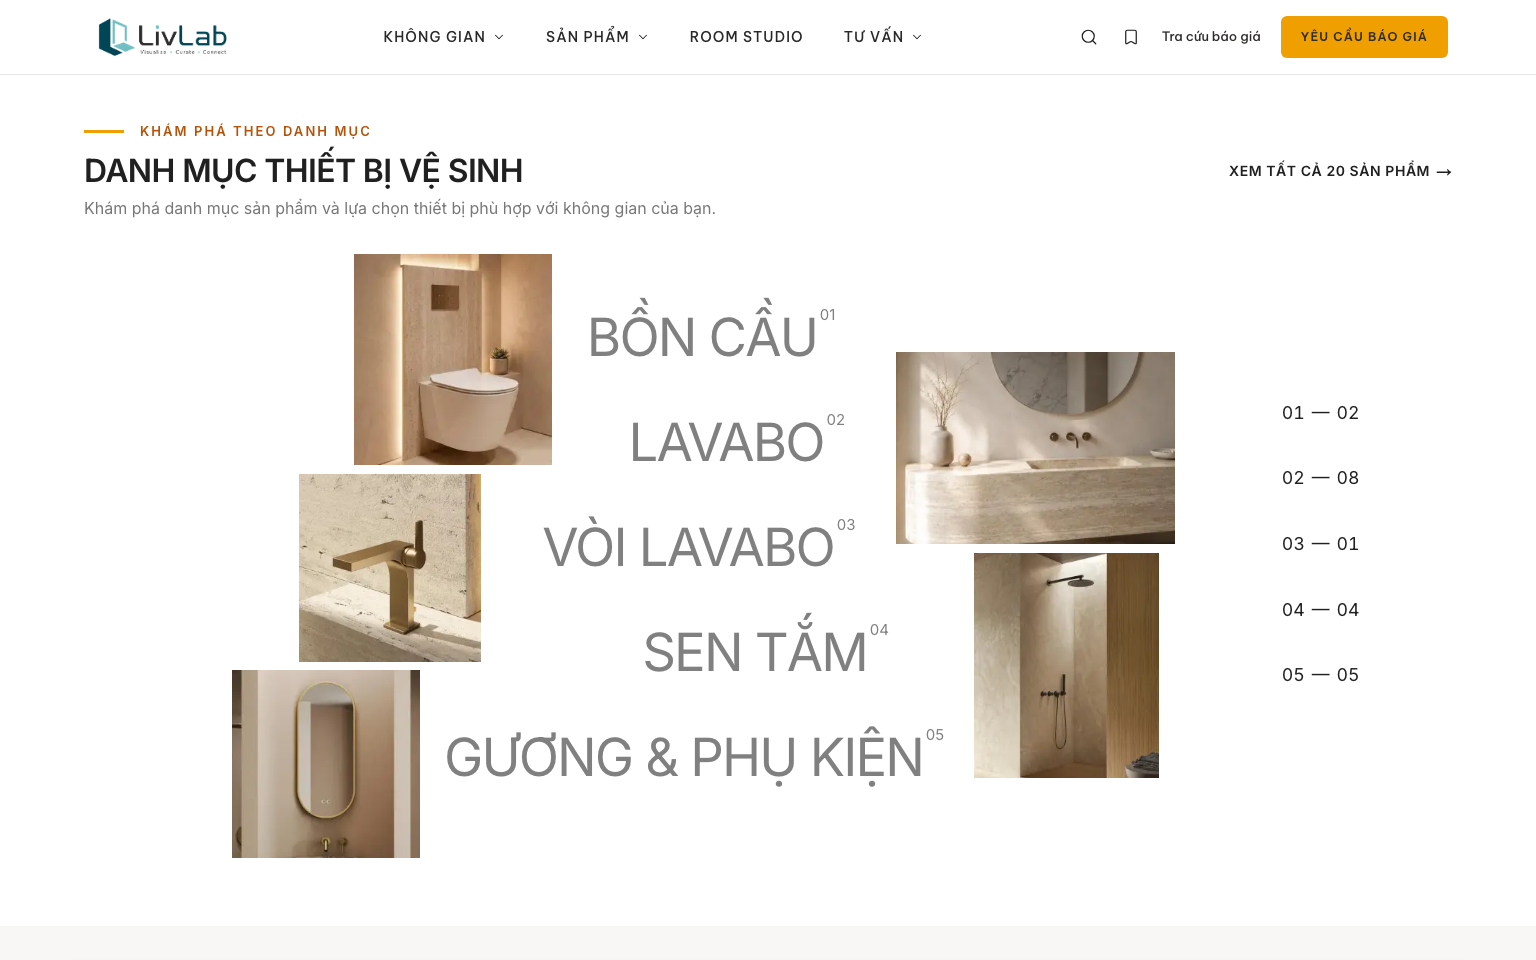 LivLab
Visualize • Curate • Connect
KHÔNG GIAN
SẢN PHẨM
ROOM STUDIO
TƯ VẤN
Tra cứu báo giá
YÊU CẦU BÁO GIÁ
KHÁM PHÁ THEO DANH MỤC
DANH MỤC THIẾT BỊ VỆ SINH
XEM TẤT CẢ 20 SẢN PHẨM →
Khám phá danh mục sản phẩm và lựa chọn thiết bị phù hợp với không gian của bạn.
BỒN CẦU 01
LAVABO 02
VÒI LAVABO 03
SEN TẮM 04
GƯƠNG & PHỤ KIỆN 05
01 — 02
02 — 08
03 — 01
04 — 04
05 — 05